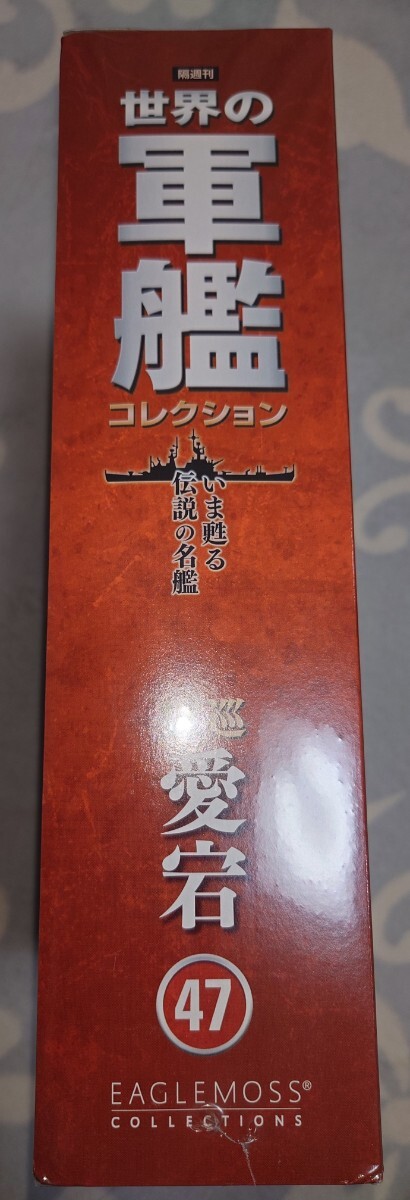 隔週刊
世界の
軍艦
コレクション
いま甦る
伝説の名艦
巡
愛宕
47
EAGLEMOSS®
COLLECTIONS